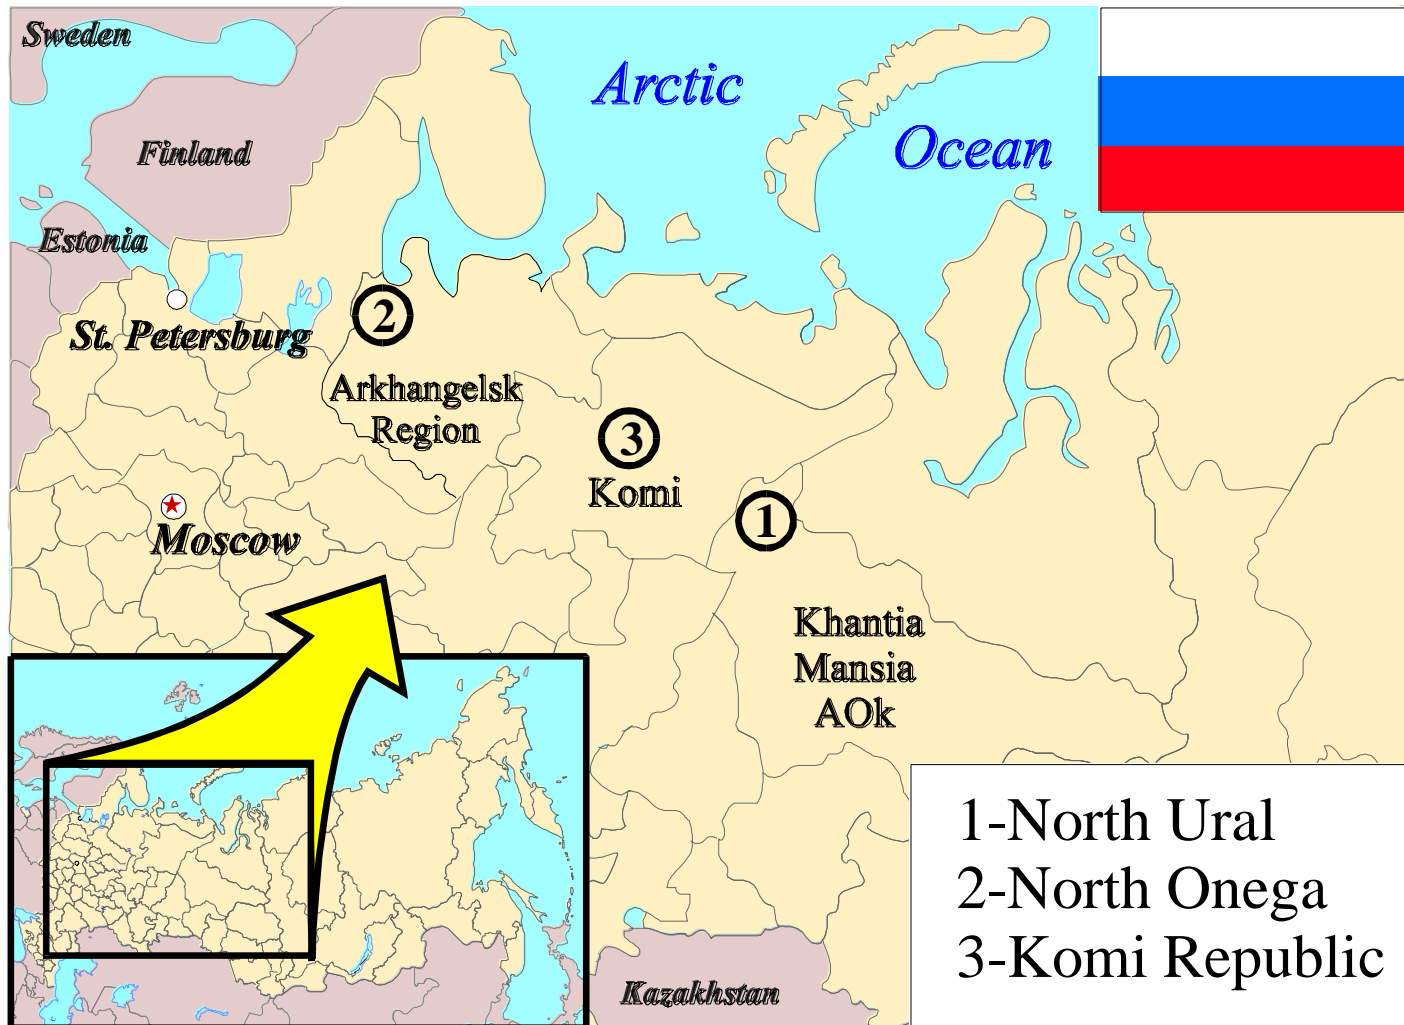 Sweden
Arctic
Ocean
Finland
Estonia
St. Petersburg
2
Arkhangelsk
Region
3
Komi
1
Moscow
Khantia
Mansia
AOk
1-North Ural
2-North Onega
3-Komi Republic
Kazakhstan